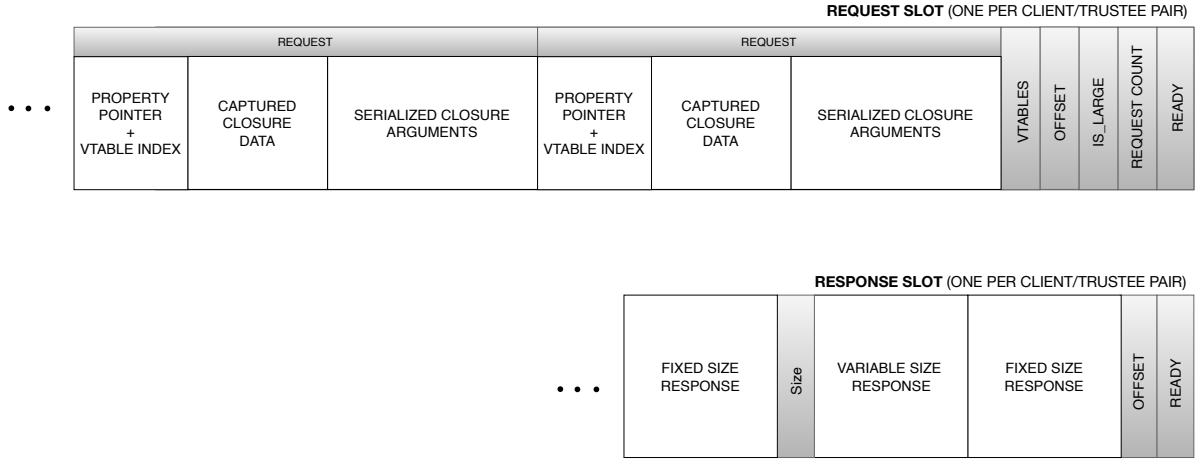 REQUEST SLOT (ONE PER CLIENT/TRUSTEE PAIR)
REQUEST
REQUEST
PROPERTY
POINTER
+
VTABLE INDEX
CAPTURED
CLOSURE
DATA
SERIALIZED CLOSURE
ARGUMENTS
PROPERTY
POINTER
+
VTABLE INDEX
CAPTURED
CLOSURE
DATA
SERIALIZED CLOSURE
ARGUMENTS
VTABLES
OFFSET
IS_LARGE
REQUEST COUNT
READY
RESPONSE SLOT (ONE PER CLIENT/TRUSTEE PAIR)
FIXED SIZE
RESPONSE
Size
VARIABLE SIZE
RESPONSE
FIXED SIZE
RESPONSE
OFFSET
READY